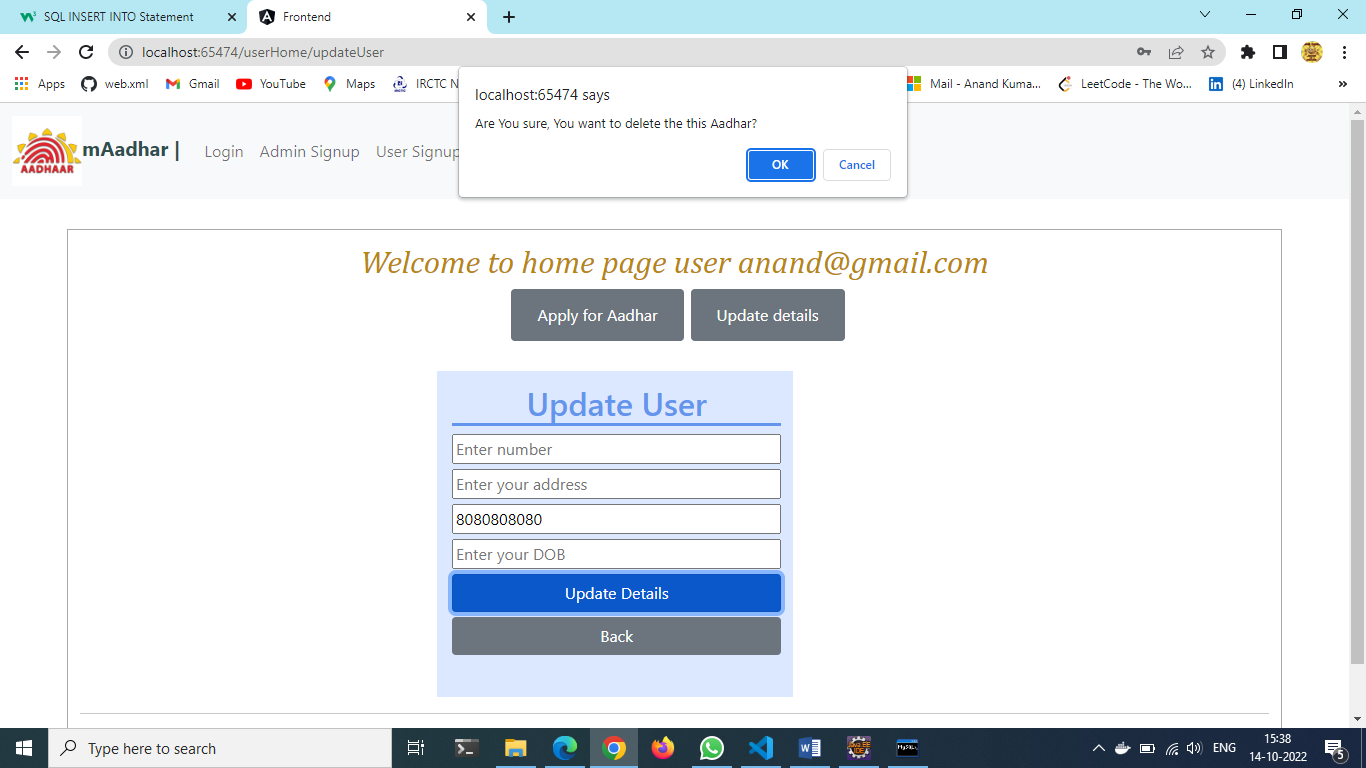 SQL INSERT INTO Statement
Frontend
localhost:65474/userHome/updateUser
Apps web.xml Gmail YouTube Maps IRCTC N Mail - Anand Kuma... LeetCode - The Wo... (4) LinkedIn »
localhost:65474 says
Are You sure, You want to delete the this Aadhar?
OK Cancel
AADHAAR
mAadhar | Login Admin Signup User Signup
Welcome to home page user anand@gmail.com
Apply for Aadhar Update details
Update User
Enter number
Enter your address
8080808080
Enter your DOB
Update Details
Back
Type here to search
ENG
15:38
14-10-2022
5